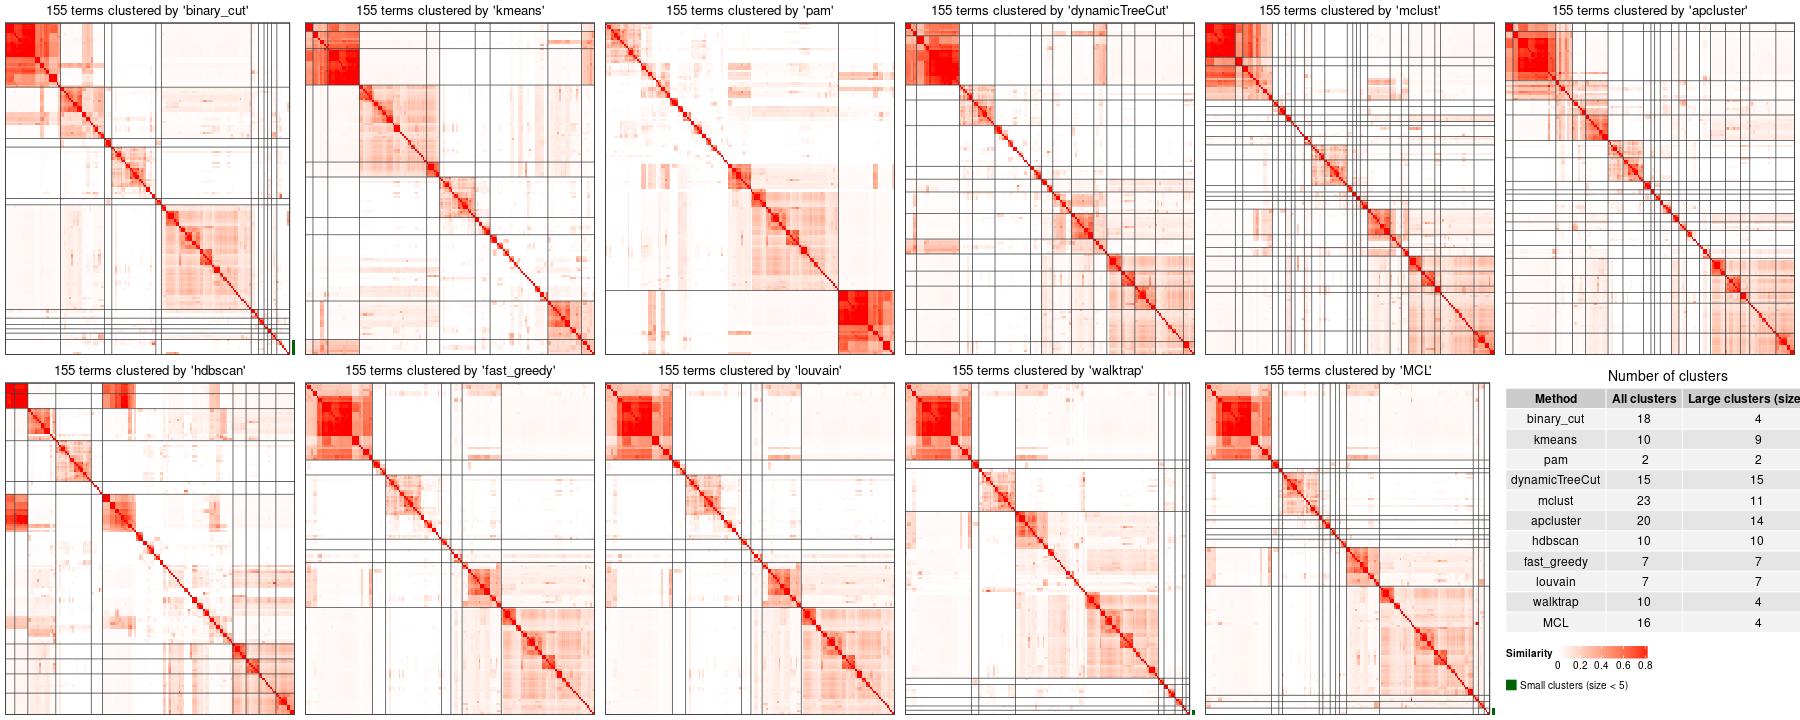 155 terms clustered by 'binary_cut'
155 terms clustered by 'kmeans'
155 terms clustered by 'pam'
155 terms clustered by 'dynamicTreeCut'
155 terms clustered by 'mclust'
155 terms clustered by 'apcluster'
155 terms clustered by 'hdbscan'
155 terms clustered by 'fast_greedy'
155 terms clustered by 'louvain'
155 terms clustered by 'walktrap'
155 terms clustered by 'MCL'
Number of clusters
Method All clusters Large clusters (size
binary_cut 18 4
kmeans 10 9
pam 2 2
dynamicTreeCut 15 15
mclust 23 11
apcluster 20 14
hdbscan 10 10
fast_greedy 7 7
louvain 7 7
walktrap 10 4
MCL 16 4
Similarity
0 0.2 0.4 0.6 0.8
Small clusters (size < 5)